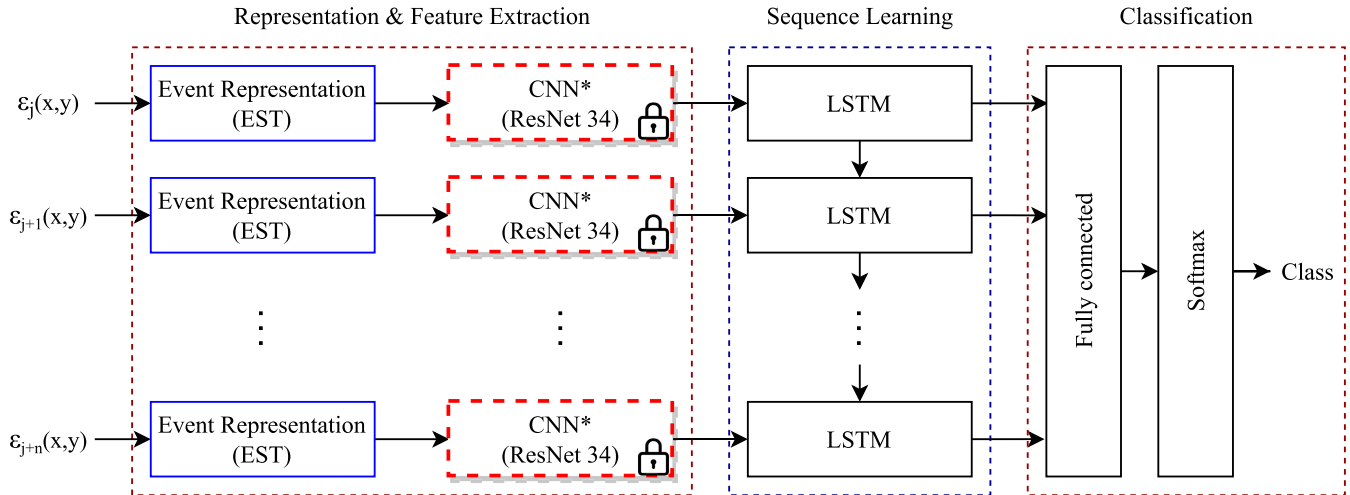 Representation & Feature Extraction
Sequence Learning
Classification
εj(x,y)
Event Representation
(EST)
CNN*
(ResNet 34)
LSTM
εj+1(x,y)
Event Representation
(EST)
CNN*
(ResNet 34)
LSTM
εj+n(x,y)
Event Representation
(EST)
CNN*
(ResNet 34)
LSTM
Fully connected
Softmax
Class